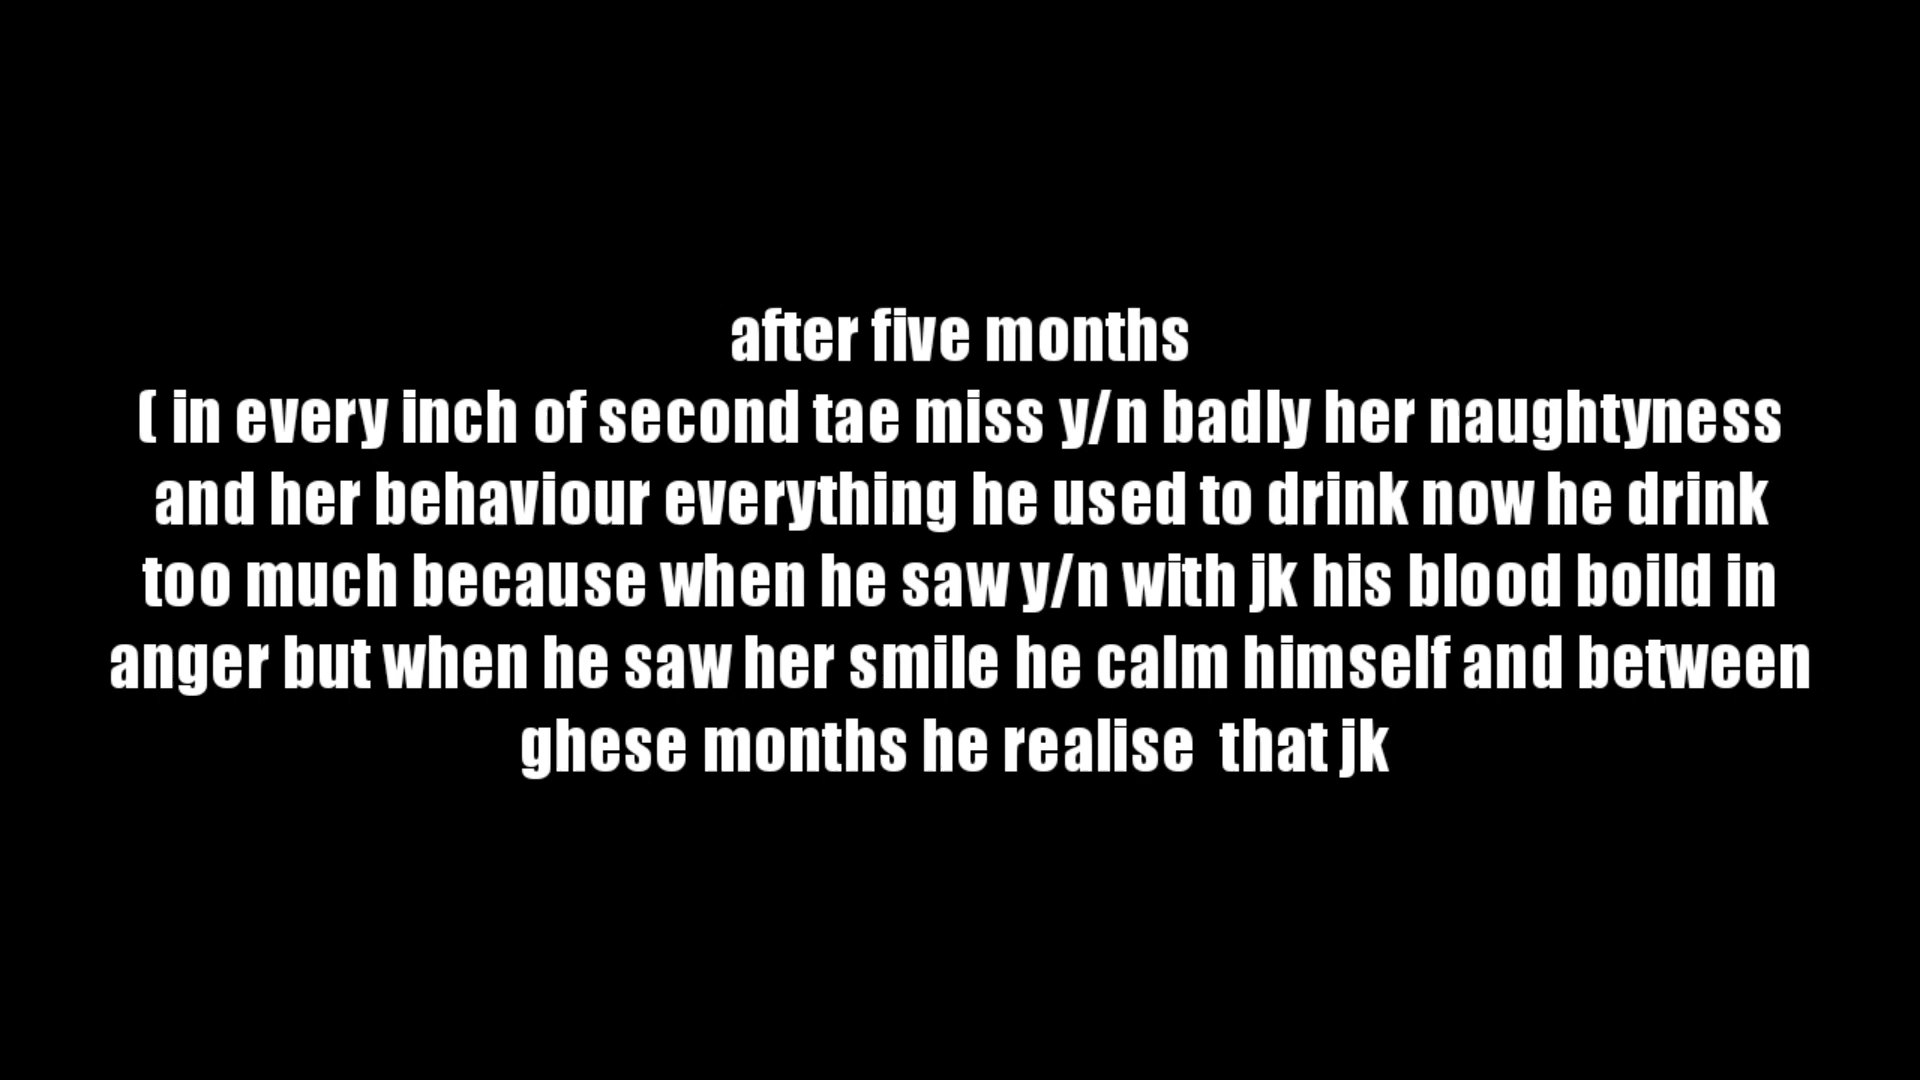 after five months
( in every inch of second tae miss y/n badly her naughtyness
and her behaviour everything he used to drink now he drink
too much because when he saw y/n with jk his blood boild in
anger but when he saw her smile he calm himself and between
ghese months he realise  that jk